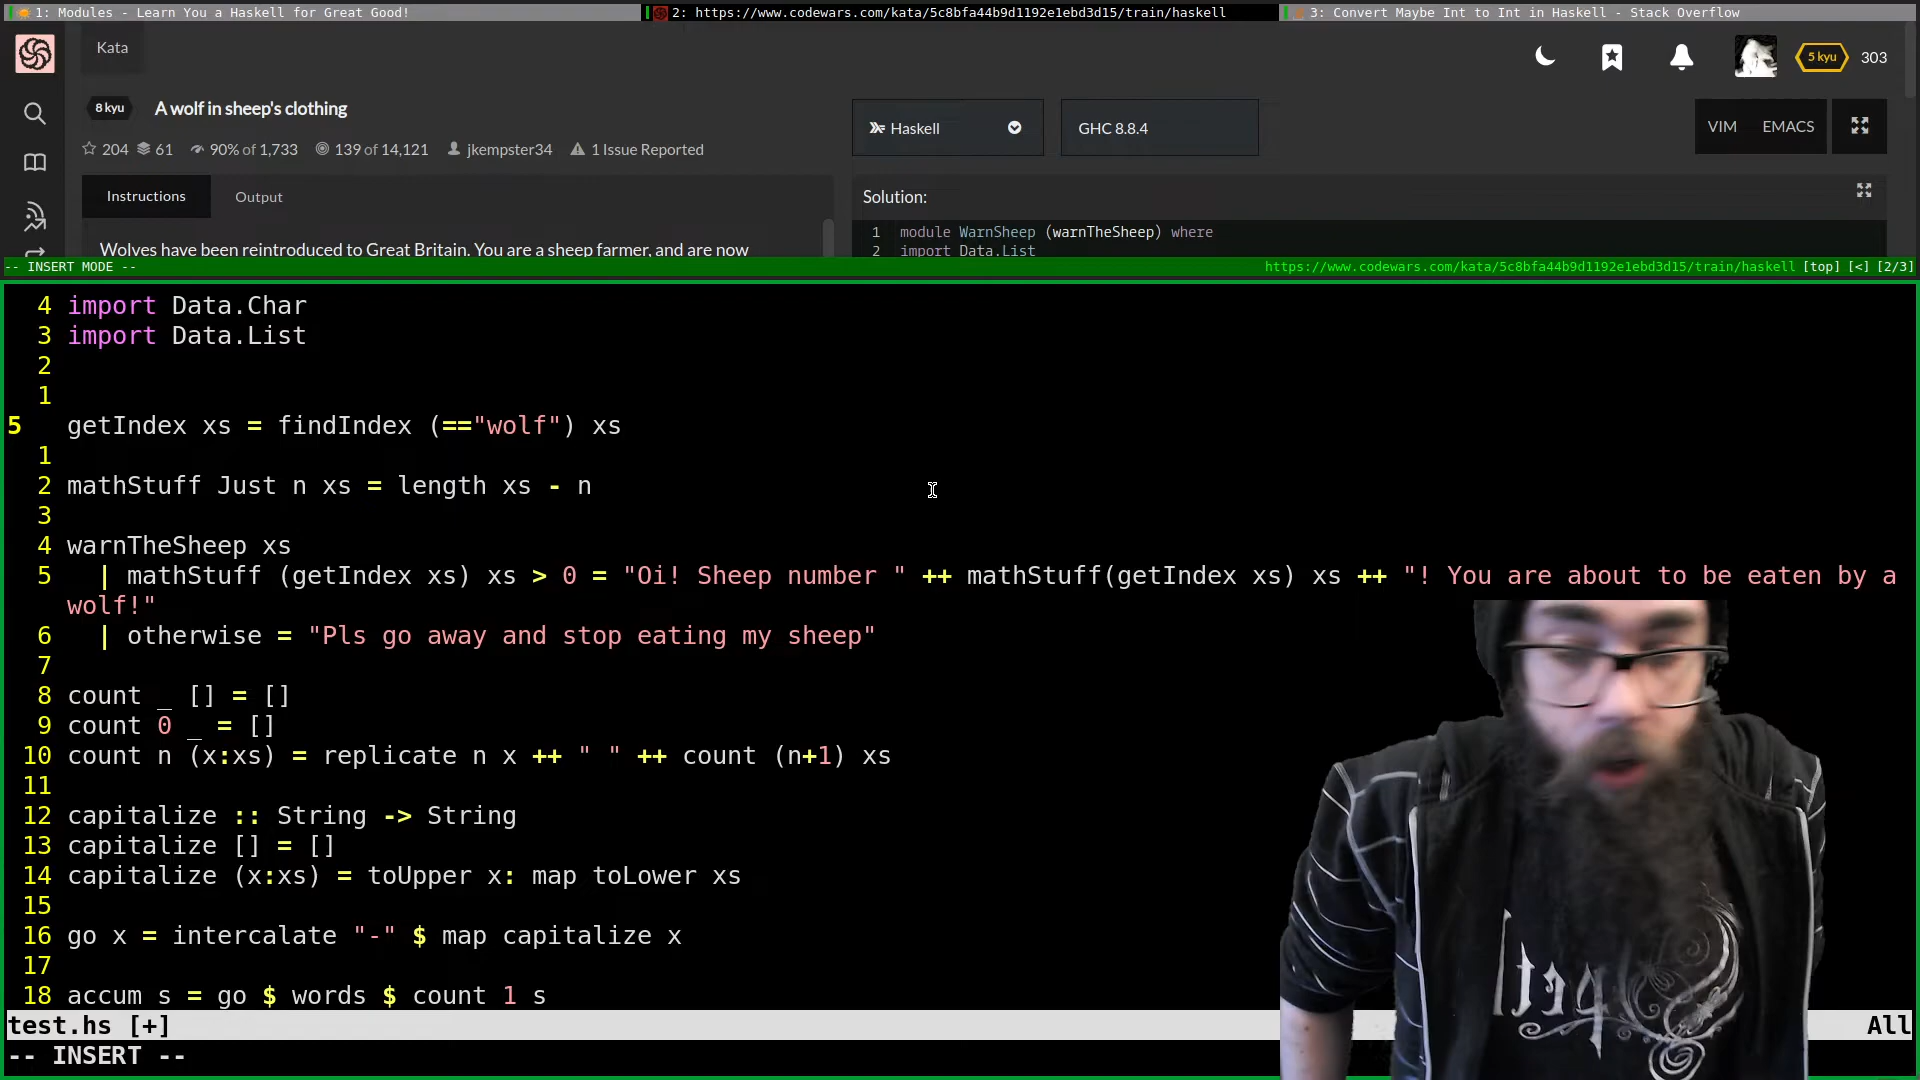 1: Modules - Learn You a Haskell for Great Good!
2: https://www.codewars.com/kata/5c8bfa44b9d1192e1ebd3d15/train/haskell
3: Convert Maybe Int to Int in Haskell - Stack Overflow
Kata
5 kyu 303
8 kyu A wolf in sheep's clothing
204 61 90% of 1,733 139 of 14,121 jkempster34 1 Issue Reported
Haskell
GHC 8.8.4
VIM EMACS
Instructions Output
Wolves have been reintroduced to Great Britain. You are a sheep farmer, and are now
Solution:
1 module WarnSheep (warnTheSheep) where
2 import Data.List
-- INSERT MODE -- https://www.codewars.com/kata/5c8bfa44b9d1192e1ebd3d15/train/haskell [top] [<] [2/3]
4 import Data.Char
3 import Data.List
2
1
5 getIndex xs = findIndex (=="wolf") xs
1
2 mathStuff Just n xs = length xs - n
3
4 warnTheSheep xs
5 | mathStuff (getIndex xs) xs > 0 = "Oi! Sheep number " ++ mathStuff(getIndex xs) xs ++ "! You are about to be eaten by a
wolf!"
6 | otherwise = "Pls go away and stop eating my sheep"
7
8 count _ [] = []
9 count 0 _ = []
10 count n (x:xs) = replicate n x ++ " " ++ count (n+1) xs
11
12 capitalize :: String -> String
13 capitalize [] = []
14 capitalize (x:xs) = toUpper x: map toLower xs
15
16 go x = intercalate "-" $ map capitalize x
17
18 accum s = go $ words $ count 1 s
test.hs [+] All
-- INSERT --